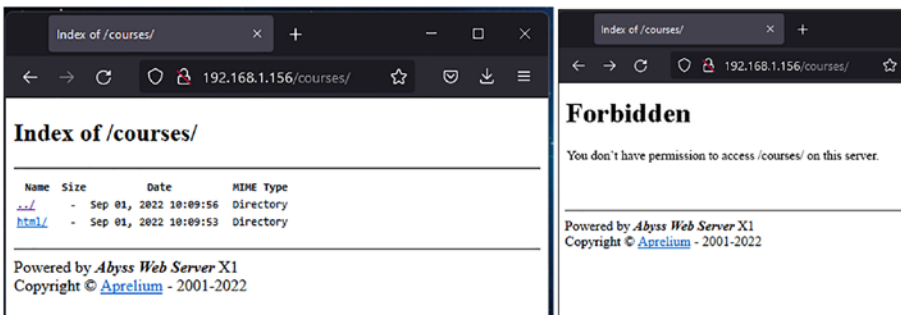 Index of /courses/
192.168.1.156/courses/
Index of /courses/
Name Size Date MIME Type
../ - Sep 01, 2022 10:09:56 Directory
html/ - Sep 01, 2022 10:09:53 Directory
Powered by Abyss Web Server X1
Copyright © Aprelium - 2001-2022
Index of /courses/
192.168.1.156/courses/
Forbidden
You don`t have permission to access /courses/ on this server.
Powered by Abyss Web Server X1
Copyright © Aprelium - 2001-2022